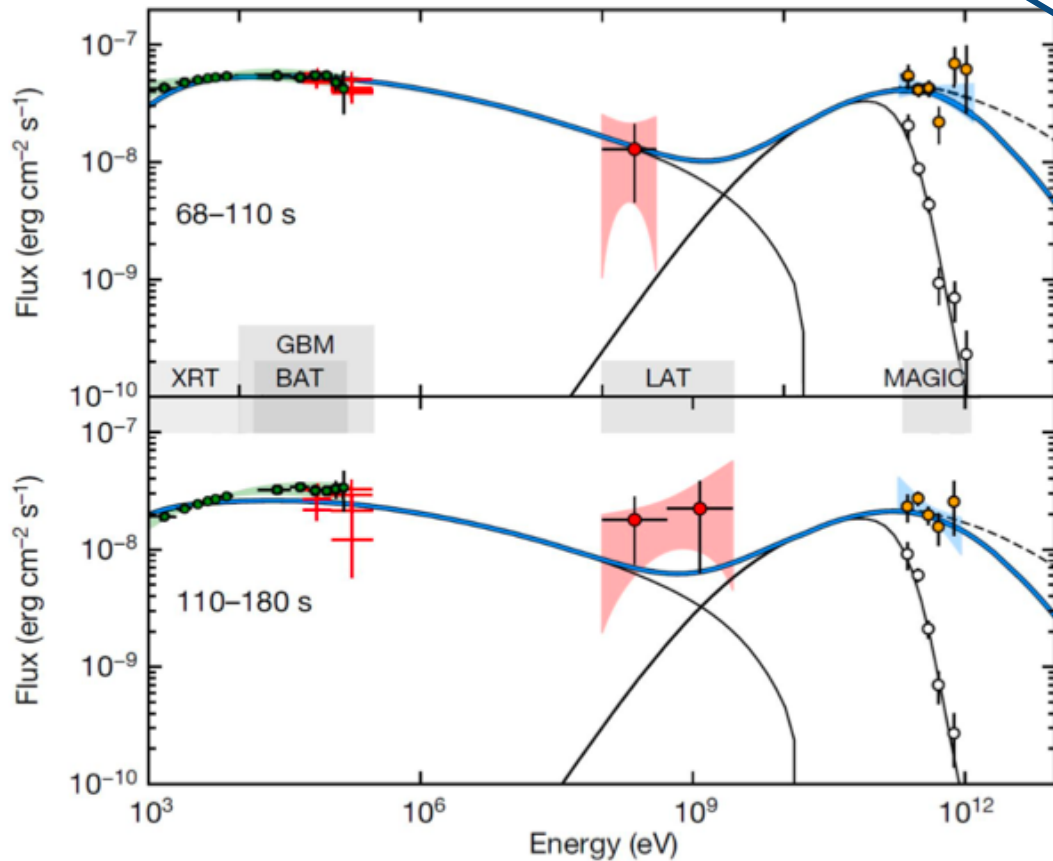 10⁻⁷
10⁻⁸
68–110 s
10⁻⁹
GBM
XRT BAT LAT MAGIC
10⁻¹⁰
Flux (erg cm⁻² s⁻¹)
10⁻⁷
10⁻⁸
110–180 s
10⁻⁹
10⁻¹⁰
Flux (erg cm⁻² s⁻¹)
10³ 10⁶ 10⁹ 10¹²
Energy (eV)